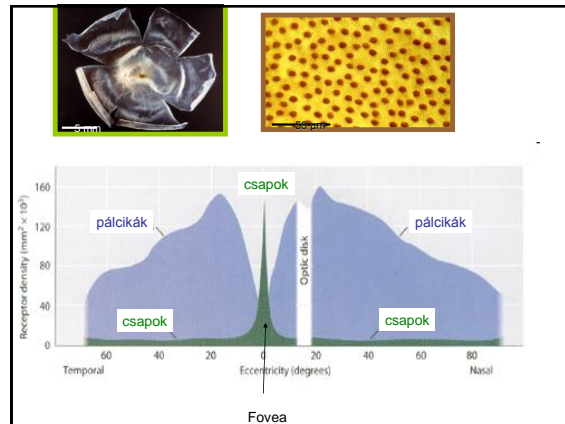 5 mm
50 µm
-
csapok
160
pálcikák
pálcikák
120
80
40
csapok
csapok
0
Receptor density (mm² × 10³)
Optic disk
60 40 20 0 20 40 60 80
Temporal Eccentricity (degrees) Nasal
Fovea